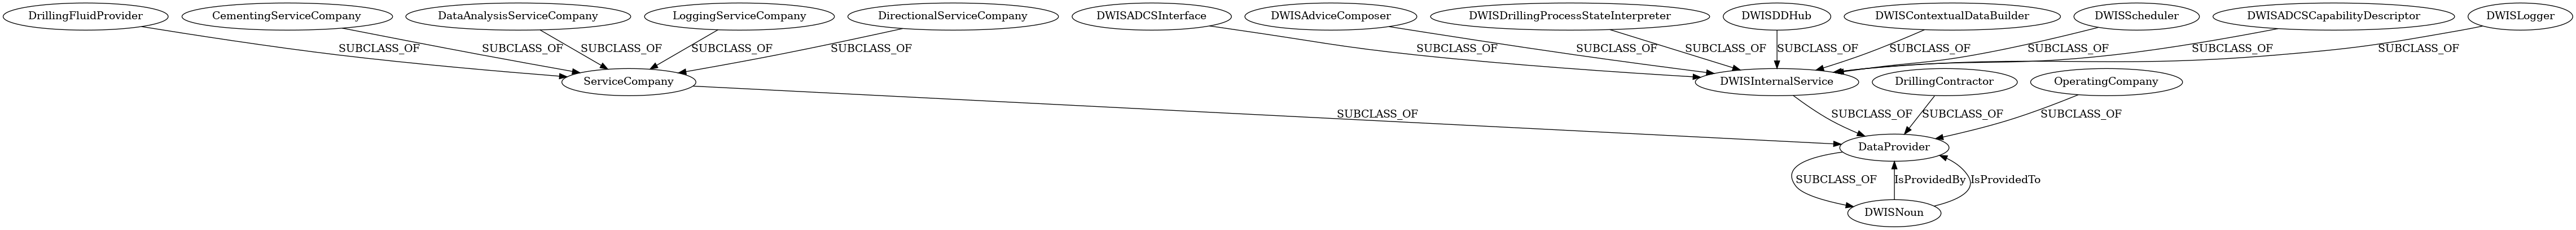 DrillingFluidProvider
CementingServiceCompany
DataAnalysisServiceCompany
LoggingServiceCompany
DirectionalServiceCompany
DWISADCSInterface
DWISAdviceComposer
DWISDrillingProcessStateInterpreter
DWISDDHub
DWISContextualDataBuilder
DWISScheduler
DWISADCSCapabilityDescriptor
DWISLogger
SUBCLASS_OF
SUBCLASS_OF
SUBCLASS_OF
SUBCLASS_OF
SUBCLASS_OF
SUBCLASS_OF
SUBCLASS_OF
SUBCLASS_OF
SUBCLASS_OF
SUBCLASS_OF
SUBCLASS_OF
SUBCLASS_OF
SUBCLASS_OF
ServiceCompany
DWISInternalService
DrillingContractor
OperatingCompany
SUBCLASS_OF
SUBCLASS_OF
SUBCLASS_OF
SUBCLASS_OF
DataProvider
SUBCLASS_OF
IsProvidedBy
IsProvidedTo
DWISNoun